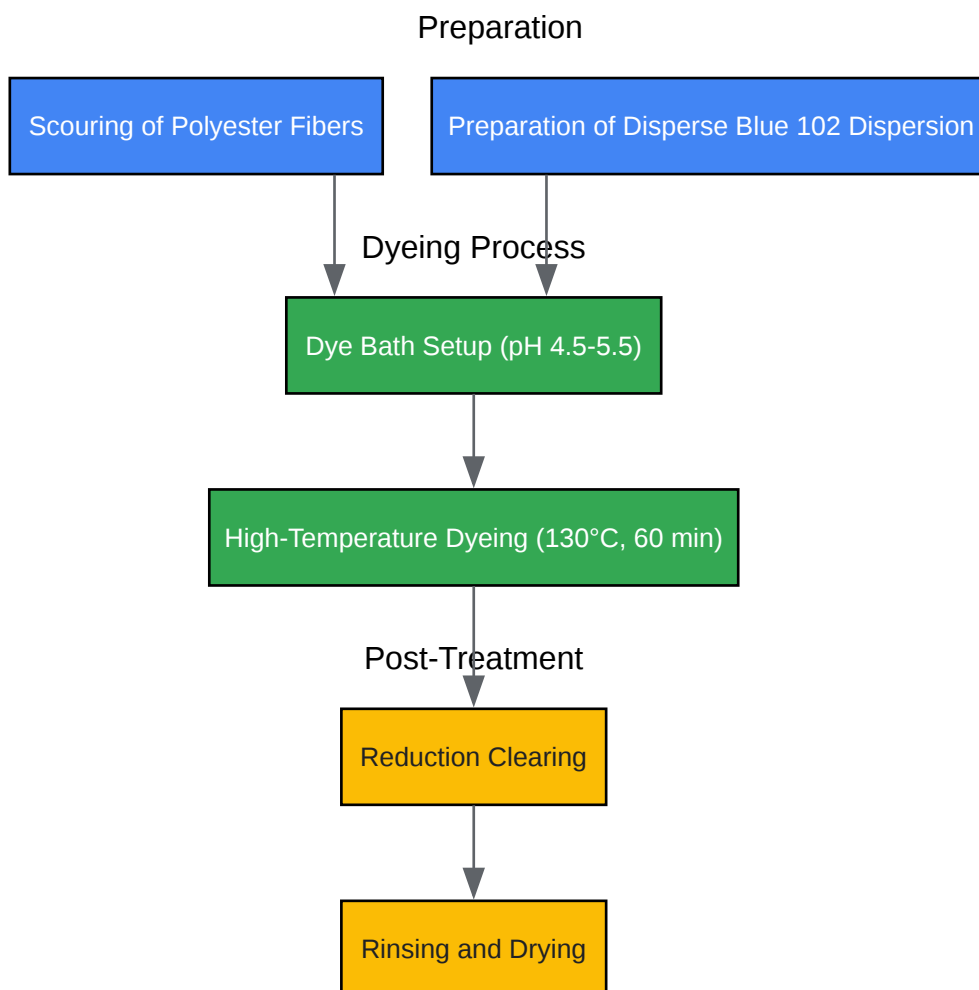 Preparation
Scouring of Polyester Fibers
Preparation of Disperse Blue 102 Dispersion
Dyeing Process
Dye Bath Setup (pH 4.5-5.5)
High-Temperature Dyeing (130°C, 60 min)
Post-Treatment
Reduction Clearing
Rinsing and Drying